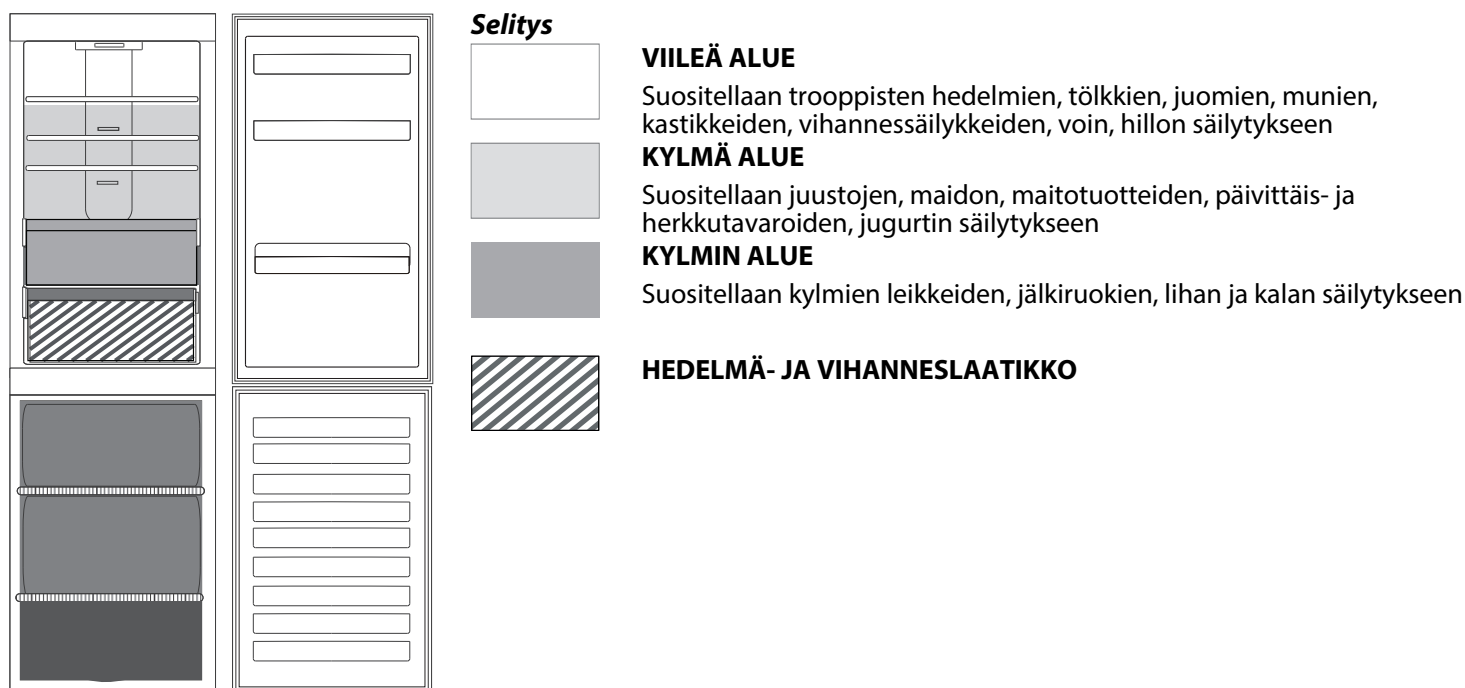 Selitys
VIILEÄ ALUE
Suositellaan trooppisten hedelmien, tölkkien, juomien, munien,
kastikkeiden, vihannessäilykkeiden, voin, hillon säilytykseen
KYLMÄ ALUE
Suositellaan juustojen, maidon, maitotuotteiden, päivittäis- ja
herkkutavaroiden, jugurtin säilytykseen
KYLMIN ALUE
Suositellaan kylmien leikkeiden, jälkiruokien, lihan ja kalan säilytykseen
HEDELMÄ- JA VIHANNESLAATIKKO